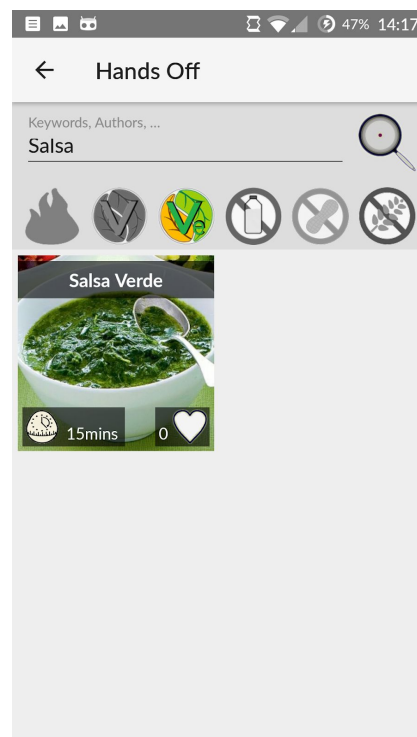 47% 14:17
Hands Off
Keywords, Authors, ...
Salsa
Salsa Verde
15mins
0